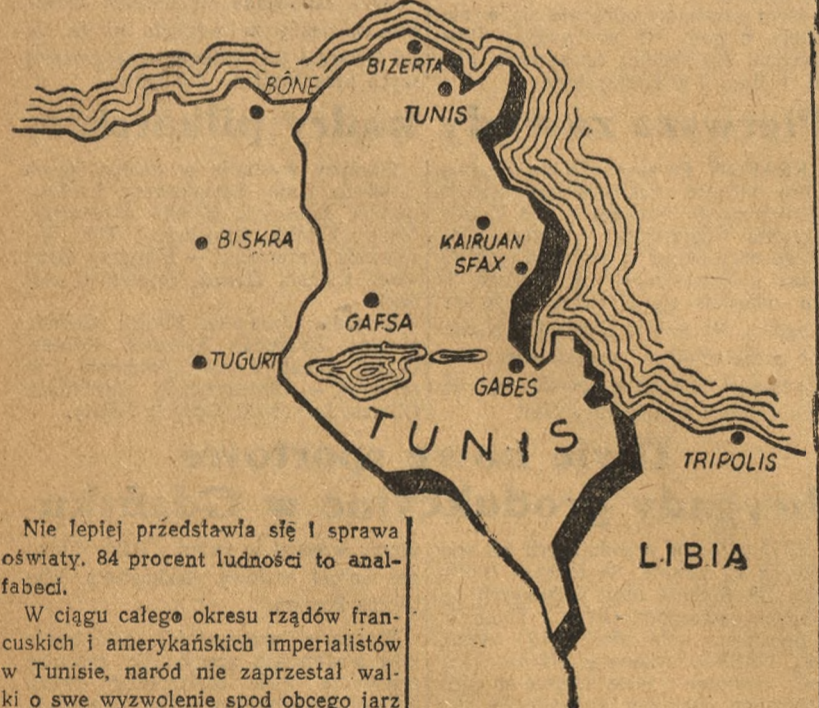 BÔNE
BIZERTA
TUNIS
BISKRA
KAIRUAN
SFAX
GAFSA
TUGURT
GABES
TUNIS
TRIPOLIS
LIBIA
Nie lepiej przedstawia się i sprawa
oświaty. 84 procent ludności to anal-
fabeci.
W ciągu całego okresu rządów fran-
cuskich i amerykańskich imperialistów
w Tunisie, naród nie zaprzestał wal-
ki o swe wyzwolenie spod obcego jarz